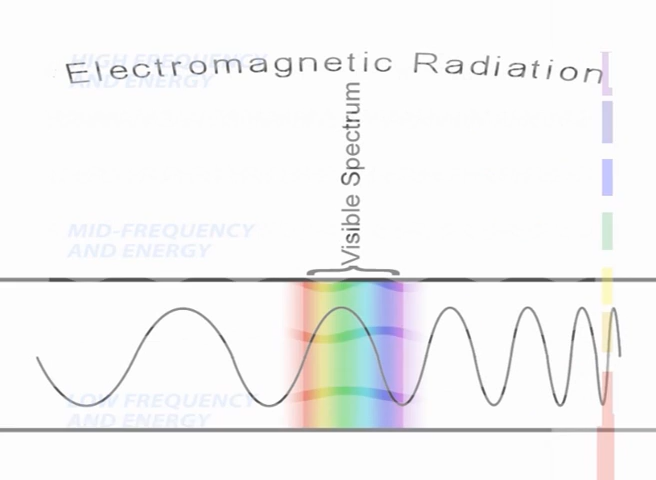 Electromagnetic Radiation
HIGH FREQUENCY
AND ENERGY
Visible Spectrum
MID-FREQUENCY
AND ENERGY
LOW FREQUENCY
AND ENERGY